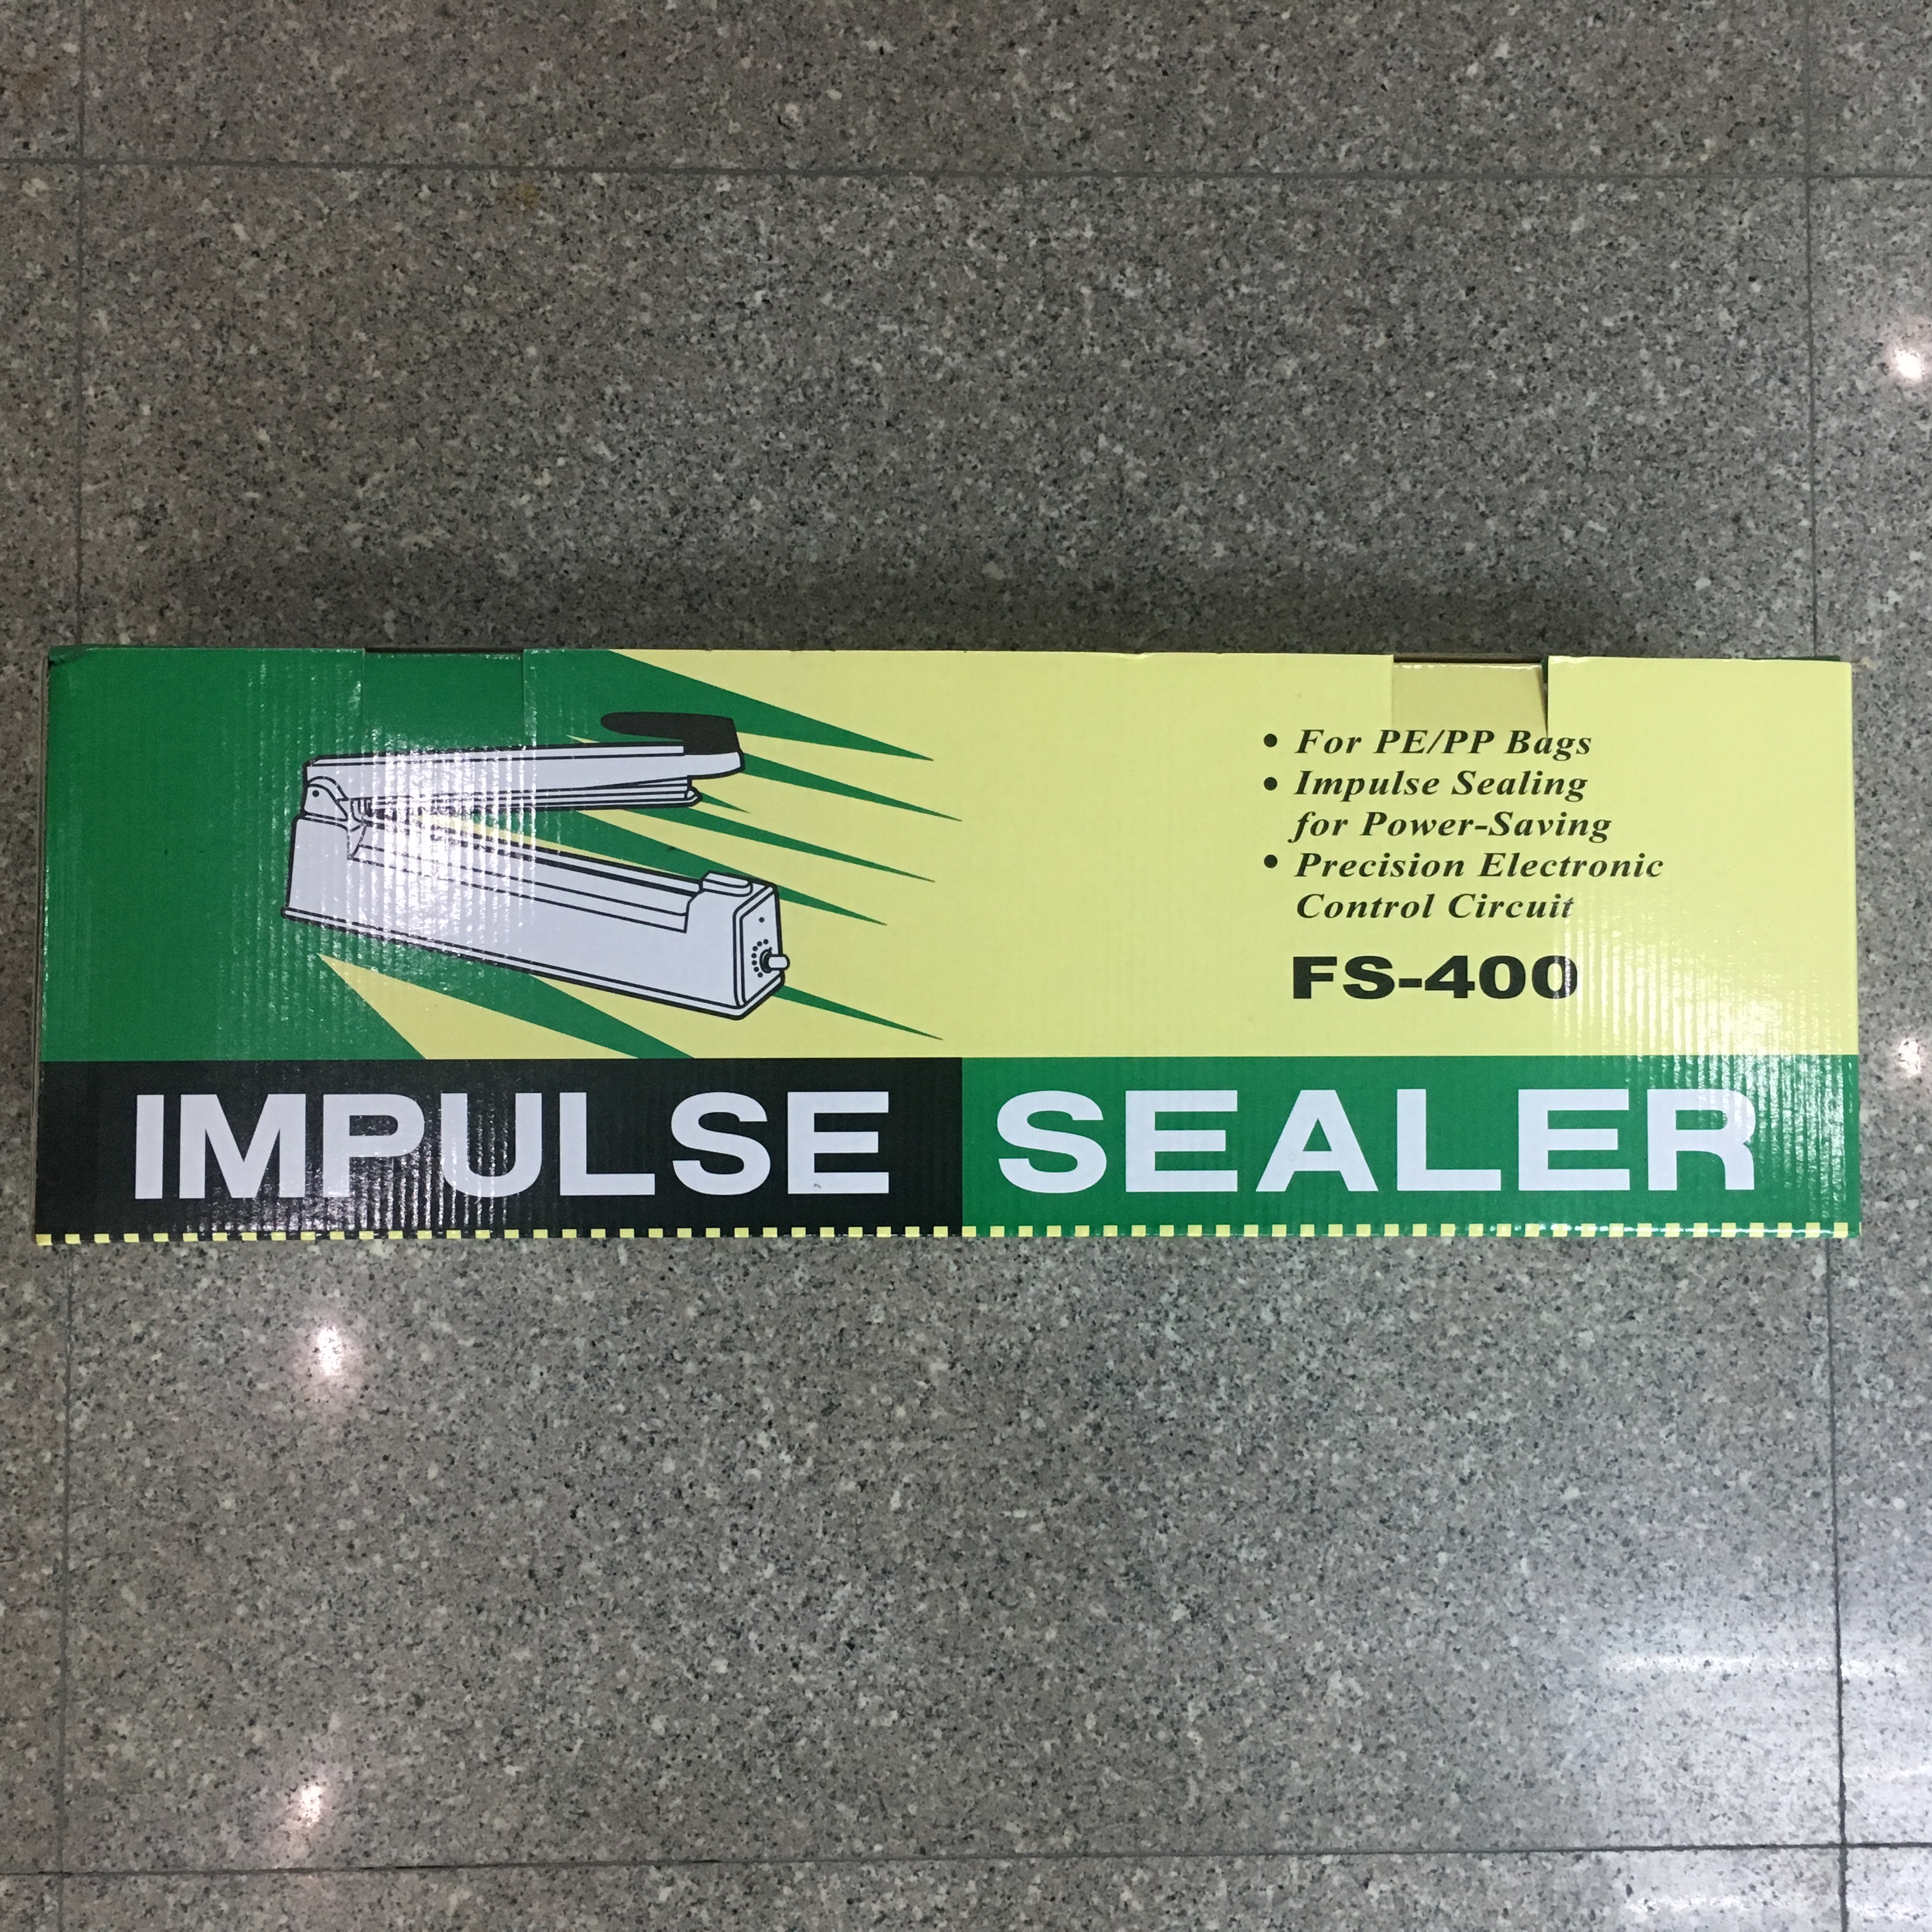 • For PE/PP Bags
• Impulse Sealing
for Power-Saving
• Precision Electronic
Control Circuit
FS-400
IMPULSE SEALER